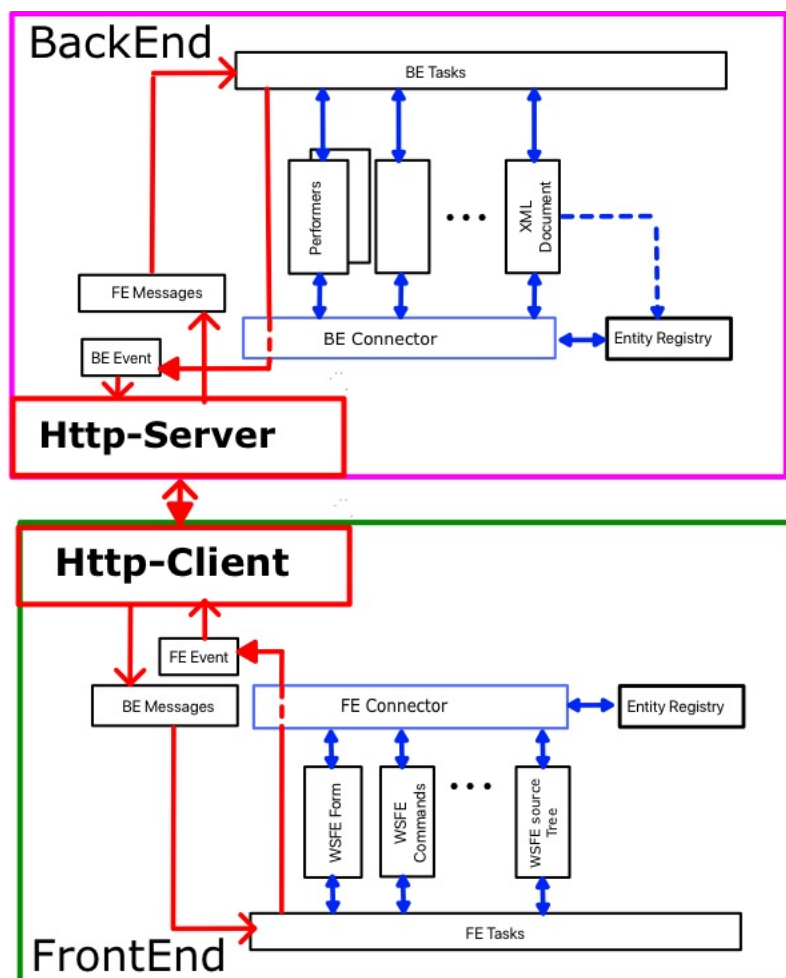 BackEnd
BE Tasks
Performers
XML
Document
FE Messages
BE Event
BE Connector
Entity Registry
Http-Server
Http-Client
FE Event
BE Messages
FE Connector
Entity Registry
WSFE Form
WSFE
Commands
WSFE source
Tree
FE Tasks
FrontEnd